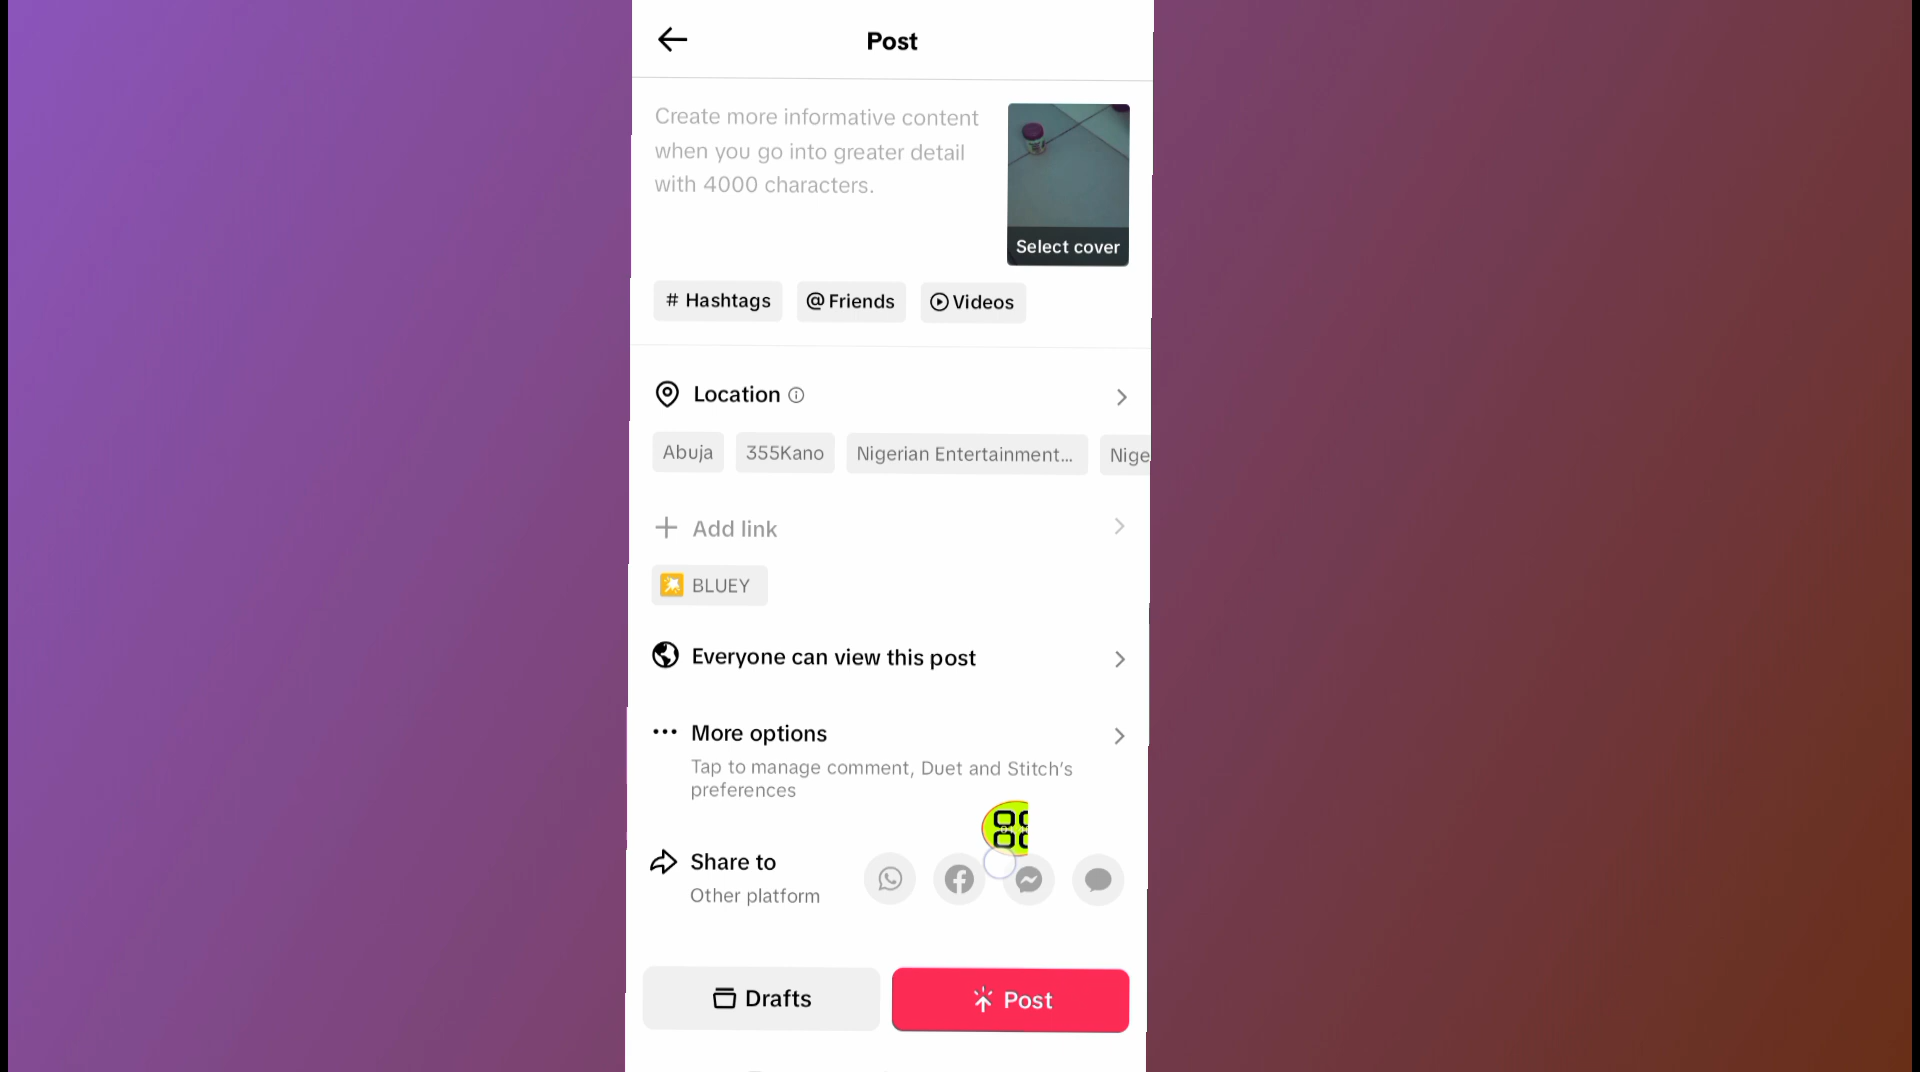 Post
Create more informative content
when you go into greater detail
with 4000 characters.
Select cover
# Hashtags
@ Friends
Videos
Location
Abuja
355Kano
Nigerian Entertainment...
Nige
Add link
BLUEY
Everyone can view this post
More options
Tap to manage comment, Duet and Stitch's
preferences
Share to
Other platform
Drafts
Post